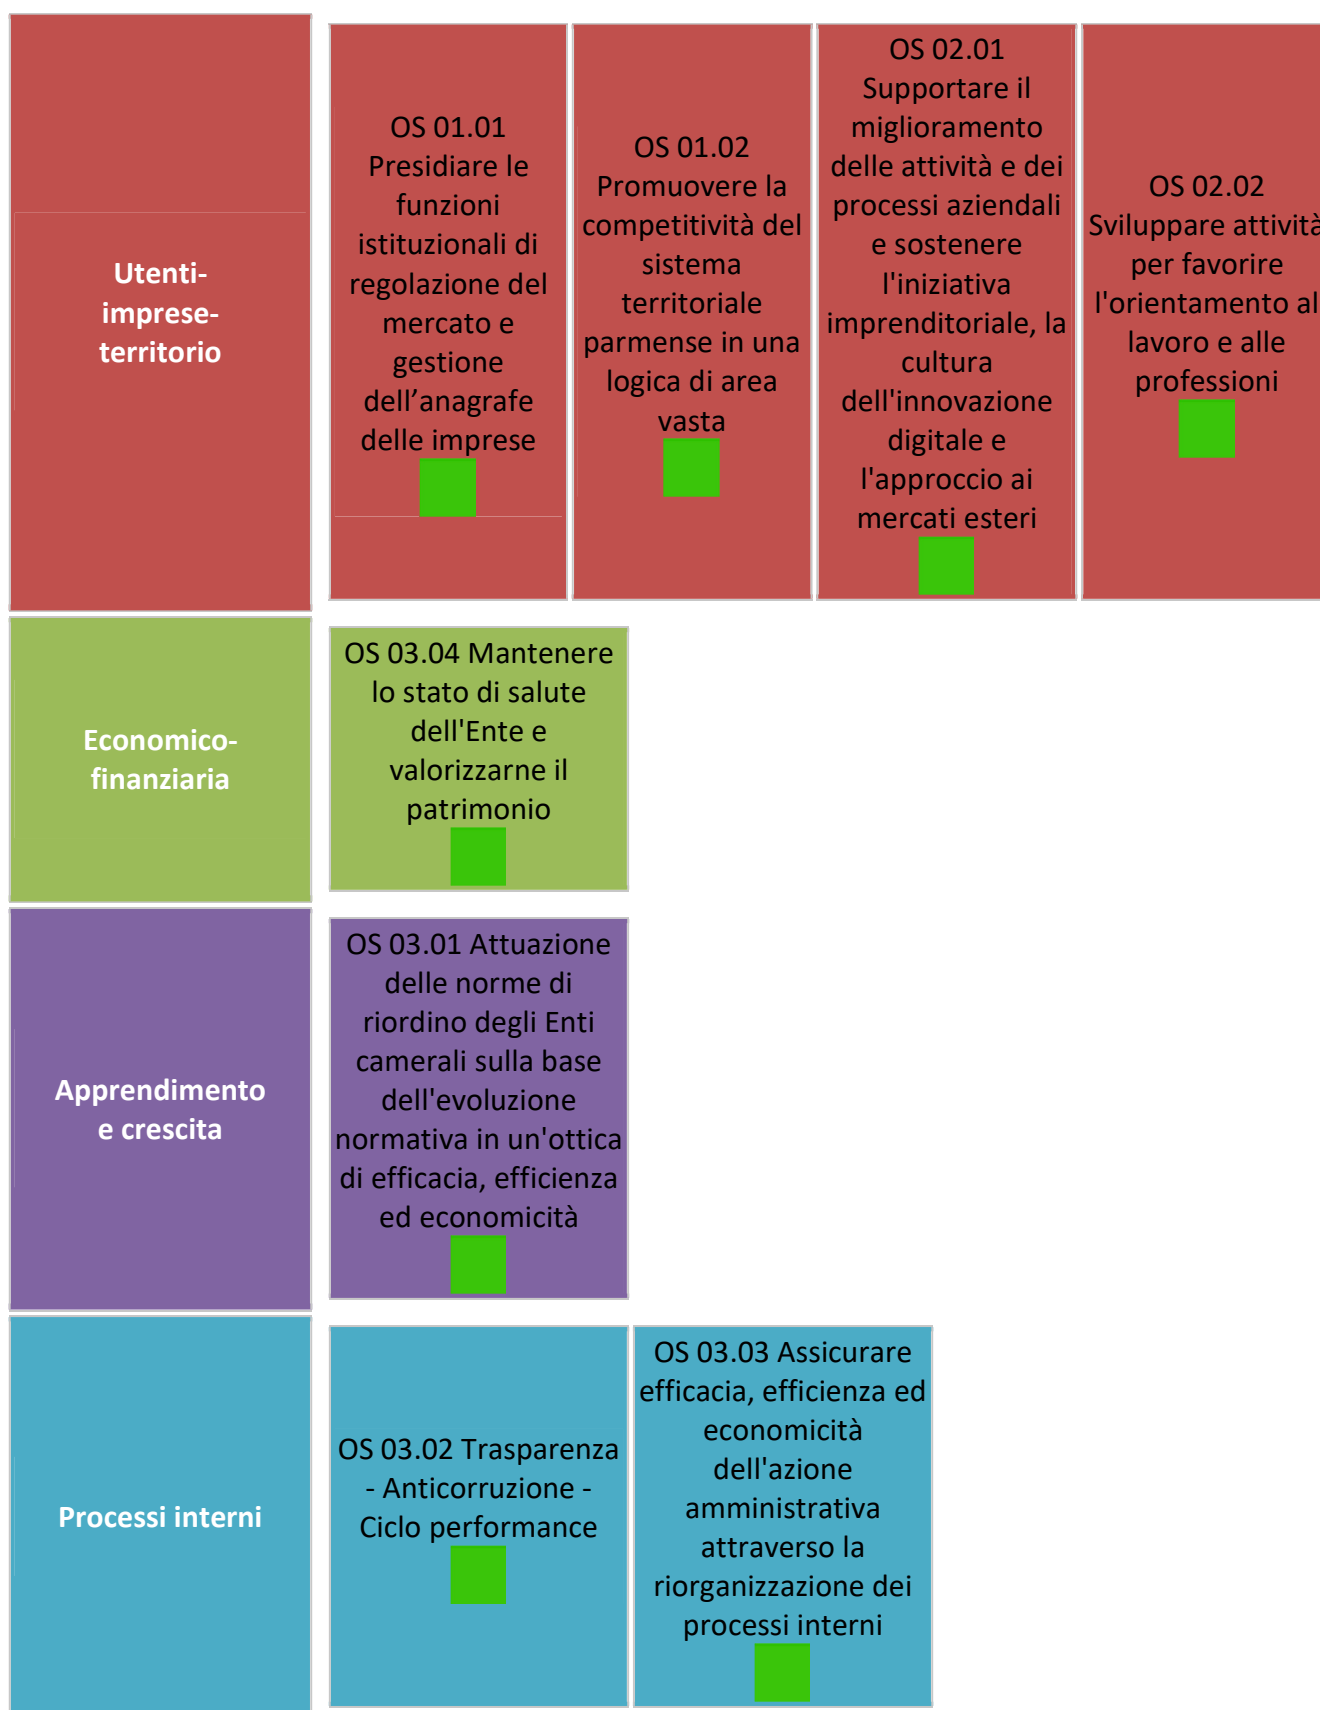 Utenti-
imprese-
territorio
OS 01.01
Presidiare le
funzioni
istituzionali di
regolazione del
mercato e
gestione
dell’anagrafe
delle imprese
OS 01.02
Promuovere la
competitività del
sistema
territoriale
parmense in una
logica di area
vasta
OS 02.01
Supportare il
miglioramento
delle attività e dei
processi aziendali
e sostenere
l'iniziativa
imprenditoriale, la
cultura
dell'innovazione
digitale e
l'approccio ai
mercati esteri
OS 02.02
Sviluppare attività
per favorire
l'orientamento al
lavoro e alle
professioni
Economico-
finanziaria
OS 03.04 Mantenere
lo stato di salute
dell'Ente e
valorizzarne il
patrimonio
Apprendimento
e crescita
OS 03.01 Attuazione
delle norme di
riordino degli Enti
camerali sulla base
dell'evoluzione
normativa in un'ottica
di efficacia, efficienza
ed economicità
Processi interni
OS 03.02 Trasparenza
- Anticorruzione -
Ciclo performance
OS 03.03 Assicurare
efficacia, efficienza ed
economicità
dell'azione
amministrativa
attraverso la
riorganizzazione dei
processi interni